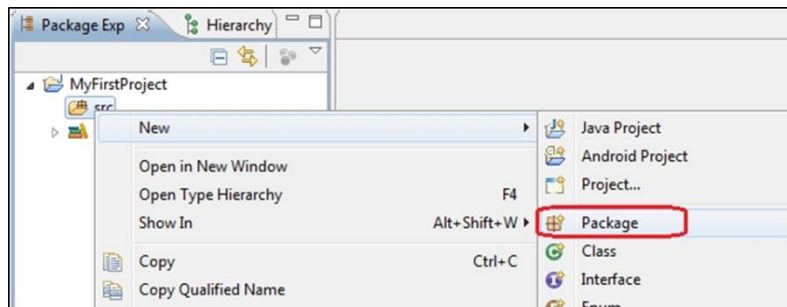 Package Exp Hierarchy
MyFirstProject
src
New
Open in New Window
Open Type Hierarchy F4
Show In Alt+Shift+W
Copy Ctrl+C
Copy Qualified Name
Java Project
Android Project
Project...
Package
Class
Interface
Enum